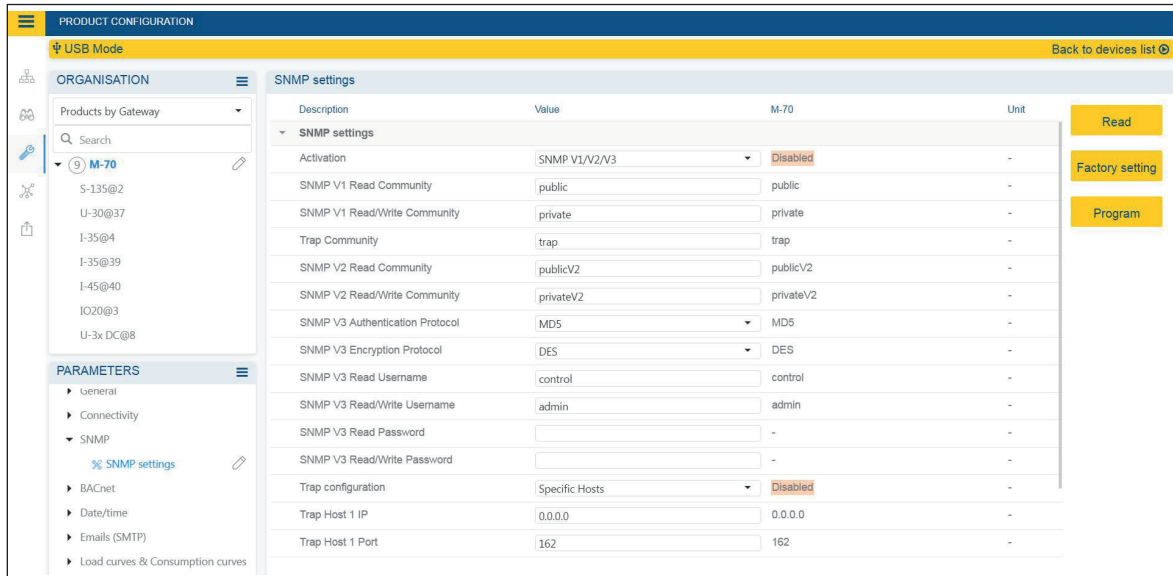 PRODUCT CONFIGURATION
USB Mode
Back to devices list
ORGANISATION
Products by Gateway
Search
9 M-70
S-135@2
U-30@37
I-35@4
I-35@39
I-45@40
IO20@3
U-3x DC@8
PARAMETERS
General
Connectivity
SNMP
SNMP settings
BACnet
Date/time
Emails (SMTP)
Load curves & Consumption curves
SNMP settings
Description Value M-70 Unit
SNMP settings
Activation SNMP V1/V2/V3 Disabled -
SNMP V1 Read Community public public -
SNMP V1 Read/Write Community private private -
Trap Community trap trap -
SNMP V2 Read Community publicV2 publicV2 -
SNMP V2 Read/Write Community privateV2 privateV2 -
SNMP V3 Authentication Protocol MD5 MD5 -
SNMP V3 Encryption Protocol DES DES -
SNMP V3 Read Username control control -
SNMP V3 Read/Write Username admin admin -
SNMP V3 Read Password - -
SNMP V3 Read/Write Password - -
Trap configuration Specific Hosts Disabled -
Trap Host 1 IP 0.0.0.0 0.0.0.0 -
Trap Host 1 Port 162 162 -
Read
Factory setting
Program